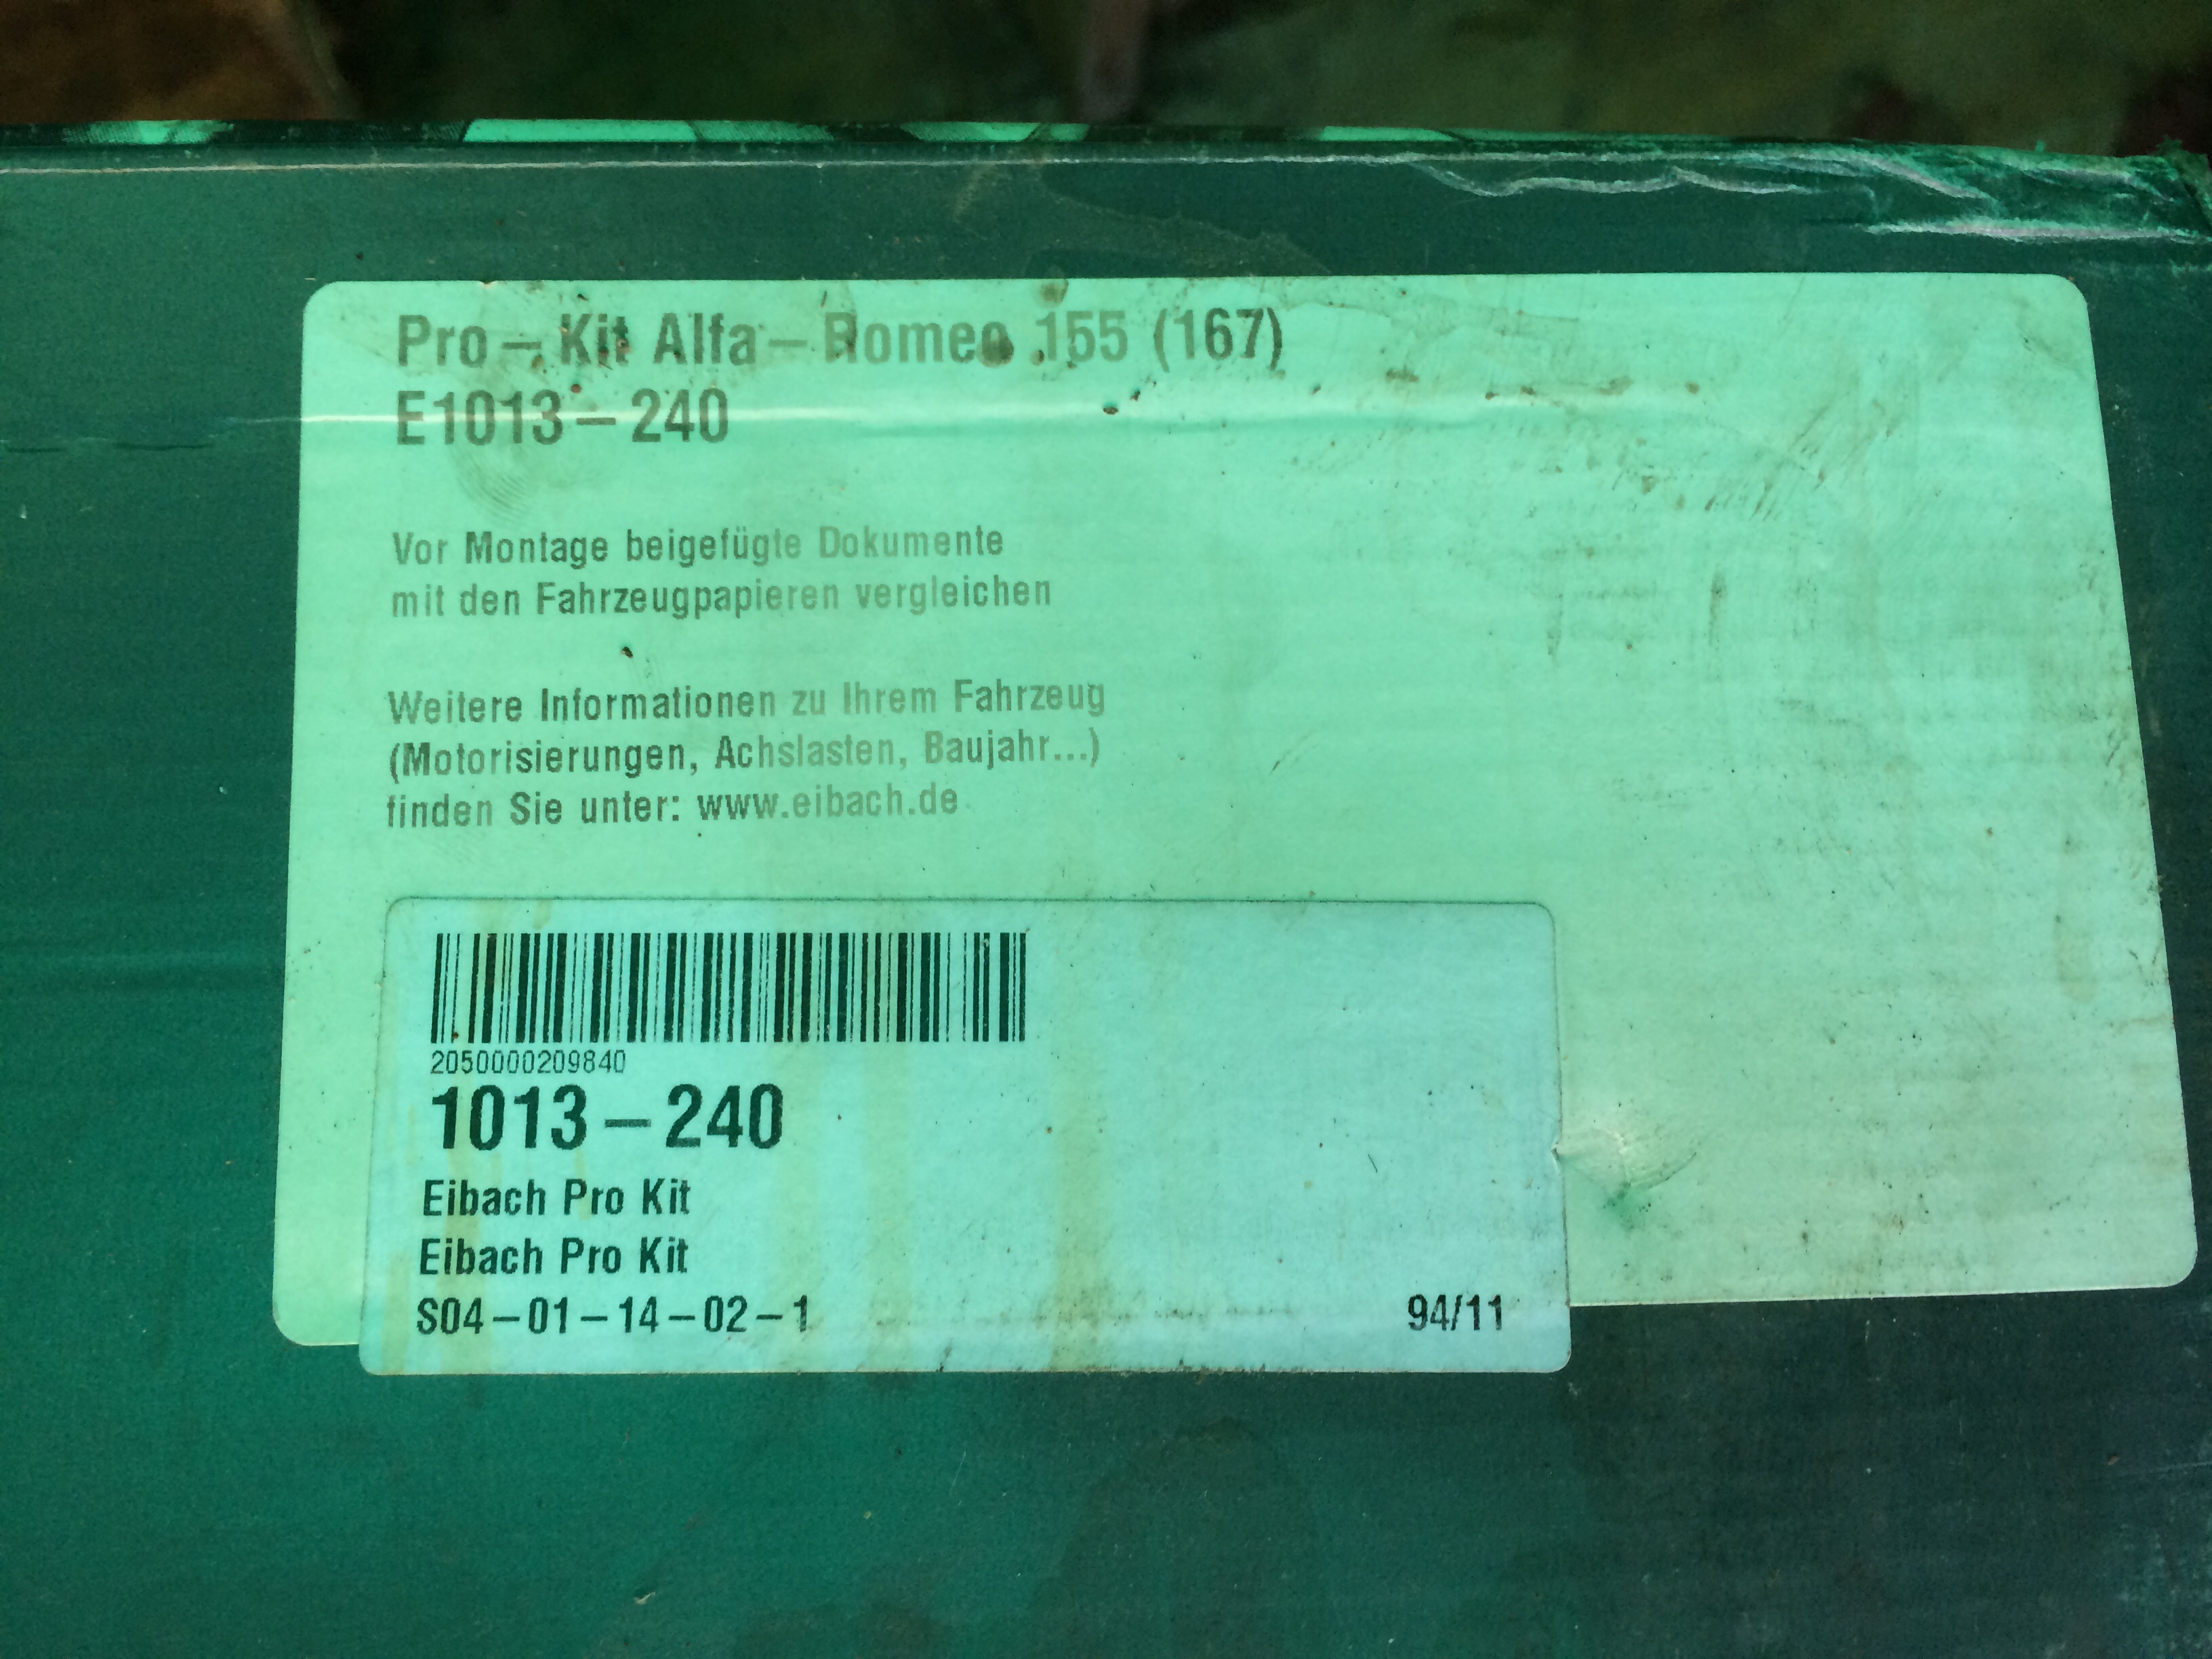 Pro-Kit Alfa-Romeo 155 (167)
E1013-240
Vor Montage beigefügte Dokumente
mit den Fahrzeugpapieren vergleichen
Weitere Informationen zu Ihrem Fahrzeug
(Motorisierungen, Achslasten, Baujahr...)
finden Sie unter: www.eibach.de
2050000209840
1013-240
Eibach Pro Kit
Eibach Pro Kit
S04-01-14-02-1 94/11